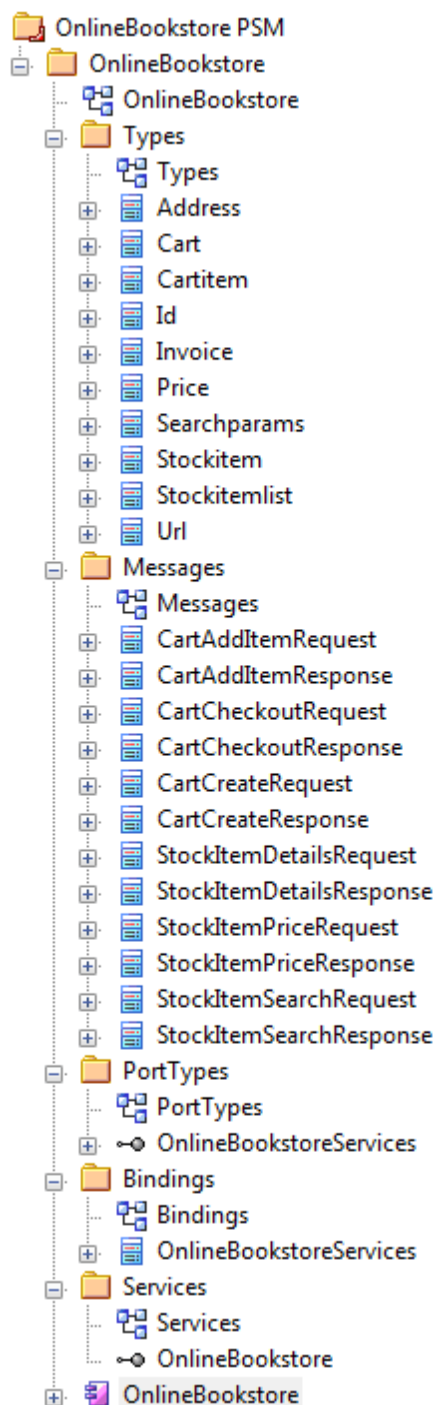 OnlineBookstore PSM
OnlineBookstore
OnlineBookstore
Types
Types
Address
Cart
Cartitem
Id
Invoice
Price
Searchparams
Stockitem
Stockitemlist
Url
Messages
Messages
CartAddItemRequest
CartAddItemResponse
CartCheckoutRequest
CartCheckoutResponse
CartCreateRequest
CartCreateResponse
StockItemDetailsRequest
StockItemDetailsResponse
StockItemPriceRequest
StockItemPriceResponse
StockItemSearchRequest
StockItemSearchResponse
PortTypes
PortTypes
OnlineBookstoreServices
Bindings
Bindings
OnlineBookstoreServices
Services
Services
OnlineBookstore
OnlineBookstore